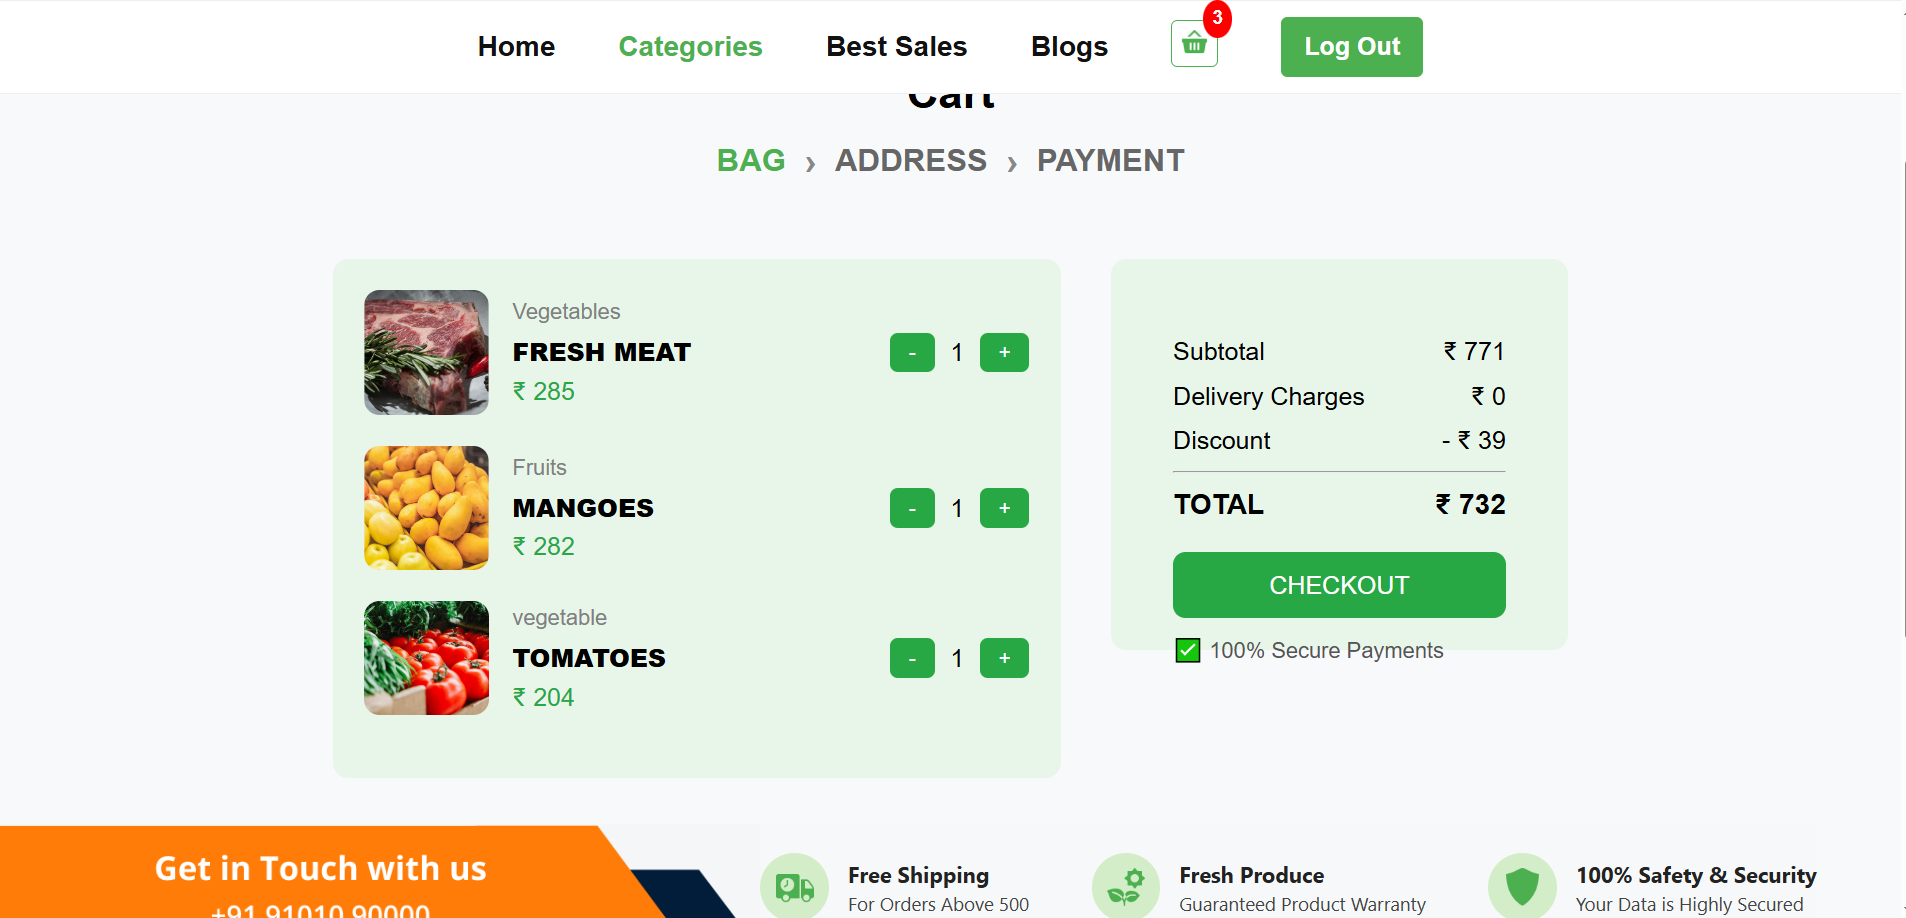 Home Categories Best Sales Blogs 3 Log Out
Cart
BAG › ADDRESS › PAYMENT
Vegetables
FRESH MEAT
₹ 285
- 1 +
Fruits
MANGOES
₹ 282
- 1 +
vegetable
TOMATOES
₹ 204
- 1 +
Subtotal ₹ 771
Delivery Charges ₹ 0
Discount - ₹ 39
TOTAL ₹ 732
CHECKOUT
100% Secure Payments
Get in Touch with us
+91 91010 90000
Free Shipping
For Orders Above 500
Fresh Produce
Guaranteed Product Warranty
100% Safety & Security
Your Data is Highly Secured